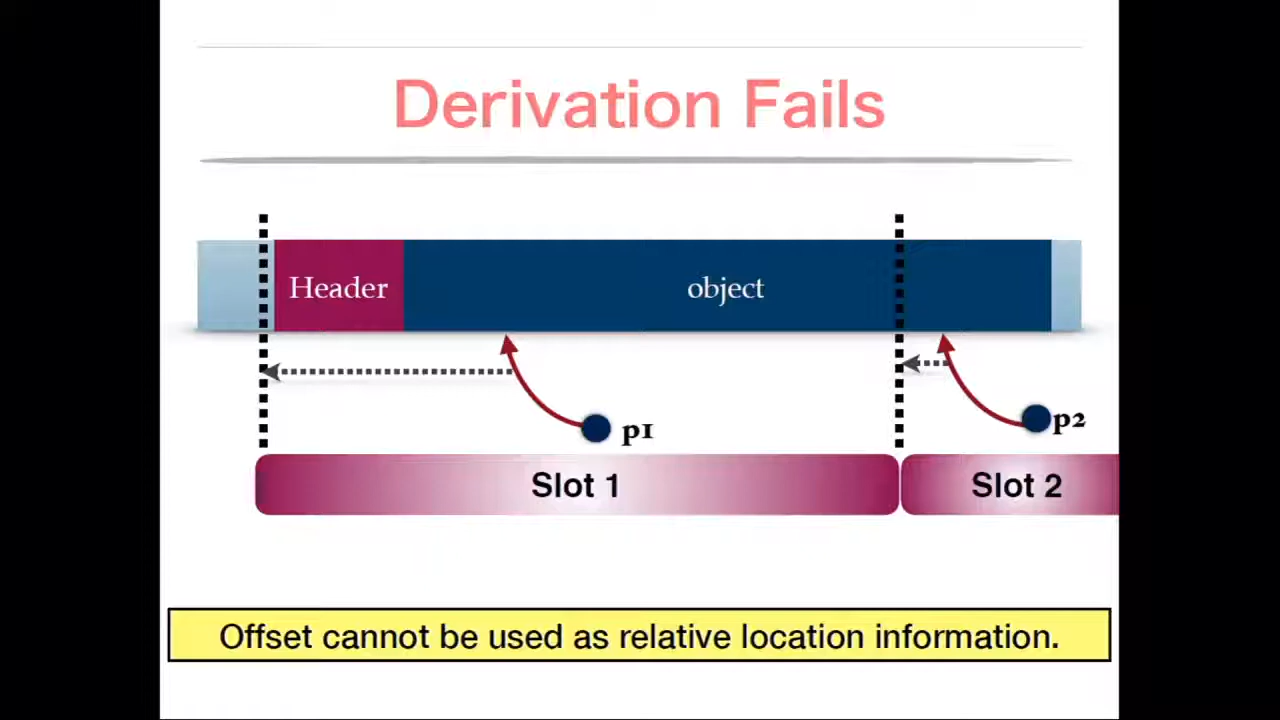 Derivation Fails
Header
object
p1
p2
Slot 1
Slot 2
Offset cannot be used as relative location information.